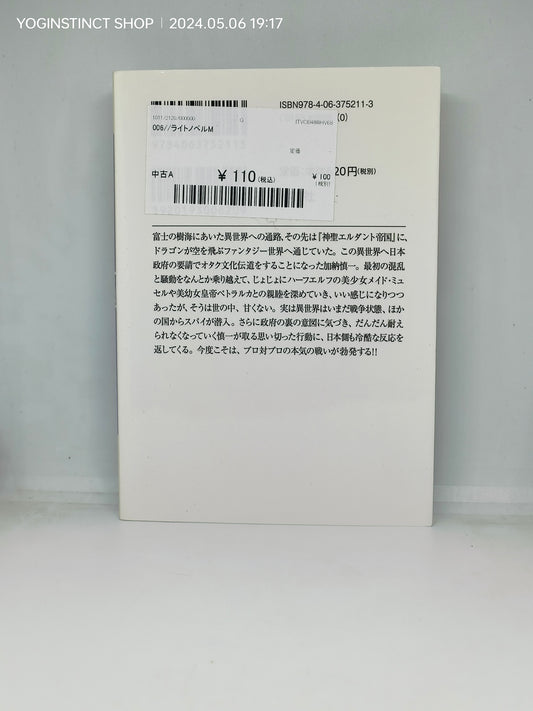 YOGINSTINCT SHOP | 2024.05.06 19:17
ISBN978-4-06-375211-3
006//ライトノベルM
G
定価
(0)
20円(税別)
中古A ¥ 110(税込) ¥ 100
(税別)
富士の樹海にあいた異世界への通路、その先は『神聖エルダント帝国』に、
ドラゴンが空を飛ぶファンタジー世界へ通じていた。この異世界へ日本
政府の要請でオタク文化伝道をすることになった加納慎一。最初の混乱
と騒動をなんとか乗り越えて、じょじょにハーフエルフの美少女メイド・ミュ
セルや美幼女皇帝ペトラルカとの親睦を深めていき、いい感じになりつつ
あったが、そうは世の中、甘くない。実は異世界はいまだ戦争状態、ほか
の国からスパイが潜入。さらに政府の裏の意図に気づき、だんだん耐え
られなくなっていく慎一が取る思い切った行動に、日本側も冷酷な反応を
返してくる。今度こそは、プロ対プロの本気の戦いが勃発する!!